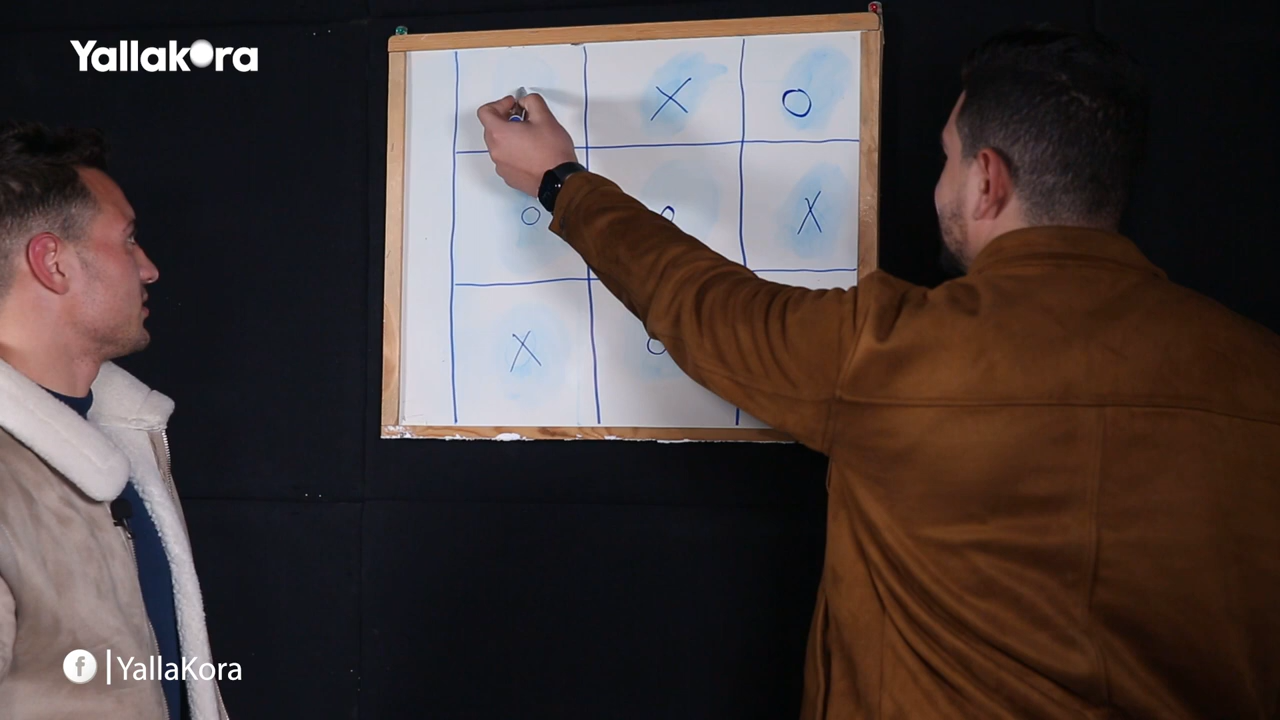 Yallakora
X O
O O X
X O
f | YallaKora